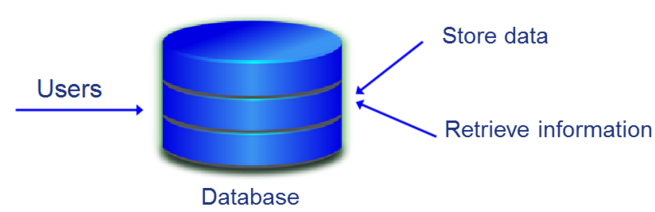 Users
Store data
Retrieve information
Database